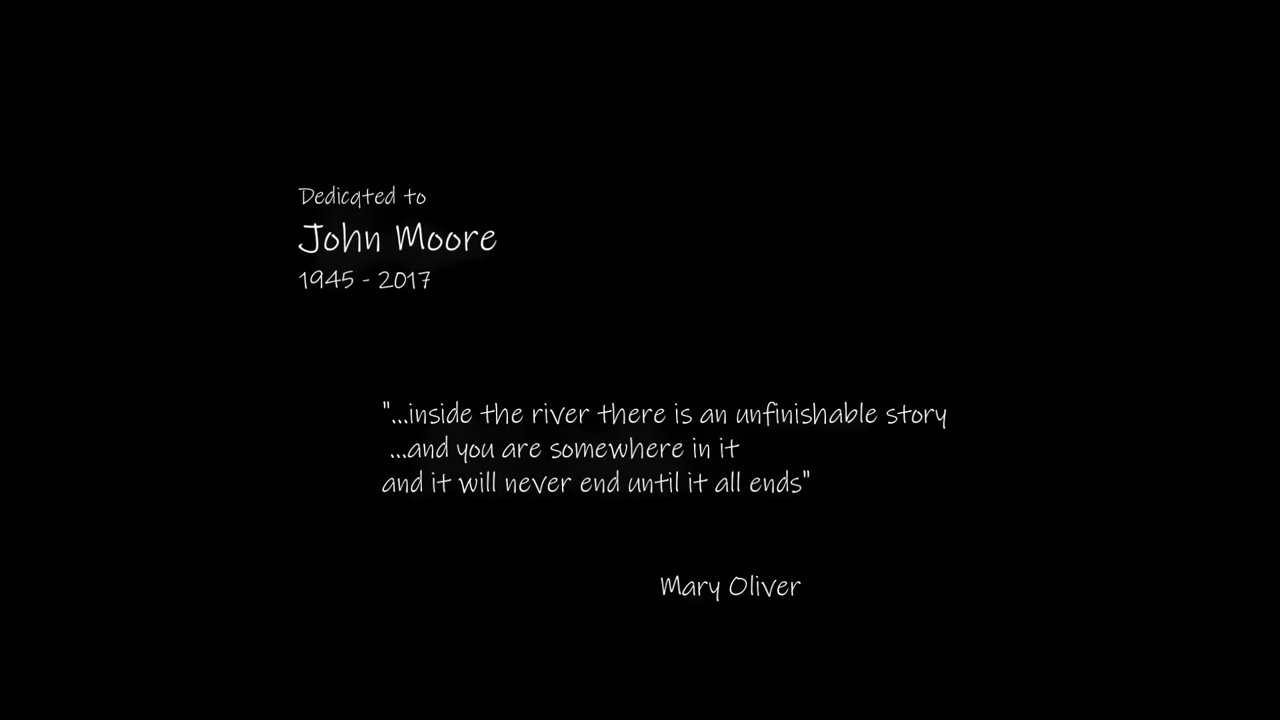 Dedicated to
John Moore
1945 - 2017
"...inside the river there is an unfinishable story
...and you are somewhere in it
and it will never end until it all ends"
Mary Oliver